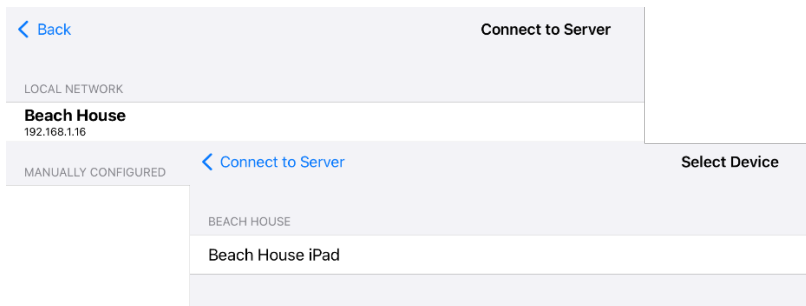 Back
Connect to Server
LOCAL NETWORK
Beach House
192.168.1.16
MANUALLY CONFIGURED
Connect to Server
Select Device
BEACH HOUSE
Beach House iPad